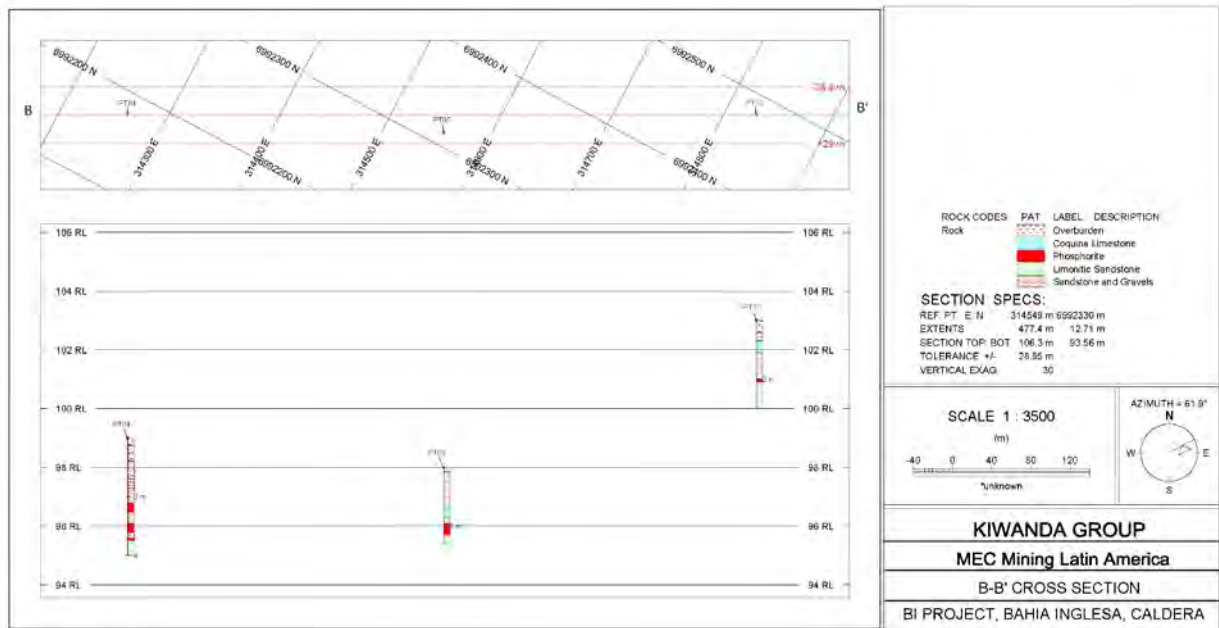 6992200 N
6992300 N
6992400 N
6992500 N
B
B'
314300 E
6992200 N
314500 E
6992300 N
314700 E
106 RL 106 RL
104 RL 104 RL
102 RL 102 RL
100 RL 100 RL
98 RL 98 RL
96 RL 96 RL
94 RL 94 RL
ROCK CODES PAT LABEL DESCRIPTION
Rock Overburden
Coquina Limestone
Phosphorite
Limonitic Sandstone
Sandstone and Gravels
SECTION SPECS:
REF. PT. E, N 314549 m 6992330 m
EXTENTS 477.4 m 12.71 m
SECTION TOP, BOT 106.3 m 93.56 m
TOLERANCE +/- 28.95 m
VERTICAL EXAG 30
SCALE 1 : 3500
(m)
-40 0 40 80 120
*unknown
AZIMUTH = 61.9°
N
W E
S
KIWANDA GROUP
MEC Mining Latin America
B-B' CROSS SECTION
BI PROJECT, BAHIA INGLESA, CALDERA